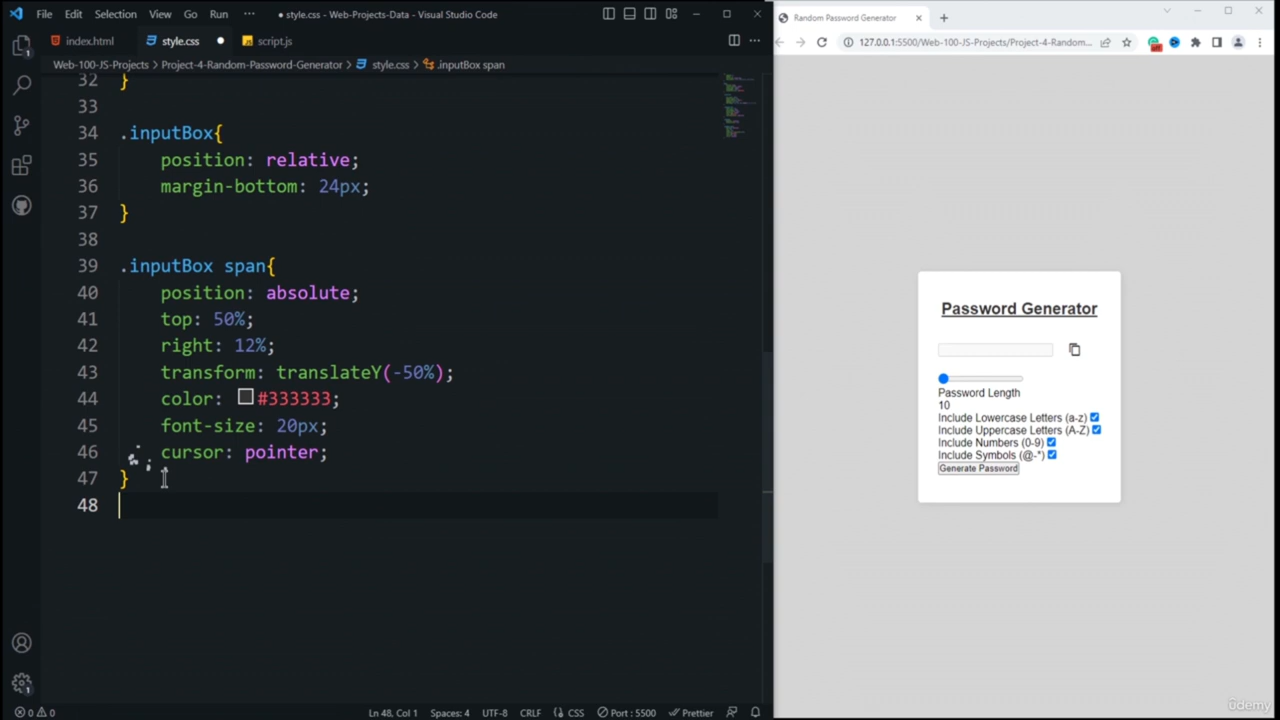 File Edit Selection View Go Run ··· ● style.css - Web-Projects-Data - Visual Studio Code
index.html style.css ● script.js
Web-100-JS-Projects > Project-4-Random-Password-Generator > style.css > .inputBox span
32 }
33
34 .inputBox{
35 position: relative;
36 margin-bottom: 24px;
37 }
38
39 .inputBox span{
40 position: absolute;
41 top: 50%;
42 right: 12%;
43 transform: translateY(-50%);
44 color: #333333;
45 font-size: 20px;
46 cursor: pointer;
47 }
48
0 0 Ln 48, Col 1 Spaces: 4 UTF-8 CRLF CSS Port : 5500 Prettier
Random Password Generator
127.0.0.1:5500/Web-100-JS-Projects/Project-4-Random...
Password Generator
Password Length
10
Include Lowercase Letters (a-z)
Include Uppercase Letters (A-Z)
Include Numbers (0-9)
Include Symbols (@-*)
Generate Password
ûdemy